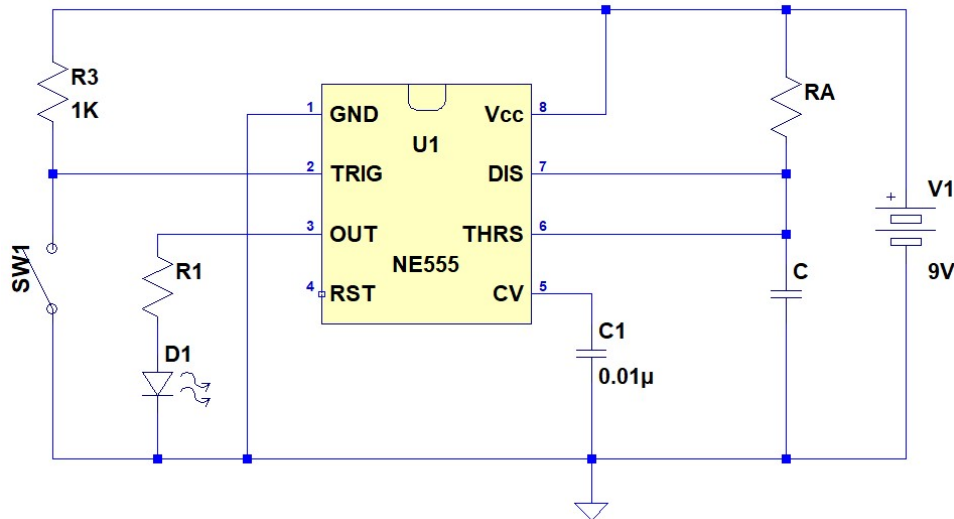 R3
1K
RA
1
GND
Vcc
8
U1
2
TRIG
DIS
7
V1
+
3
OUT
THRS
6
SW1
R1
NE555
C
9V
4
RST
CV
5
C1
D1
0.01µ